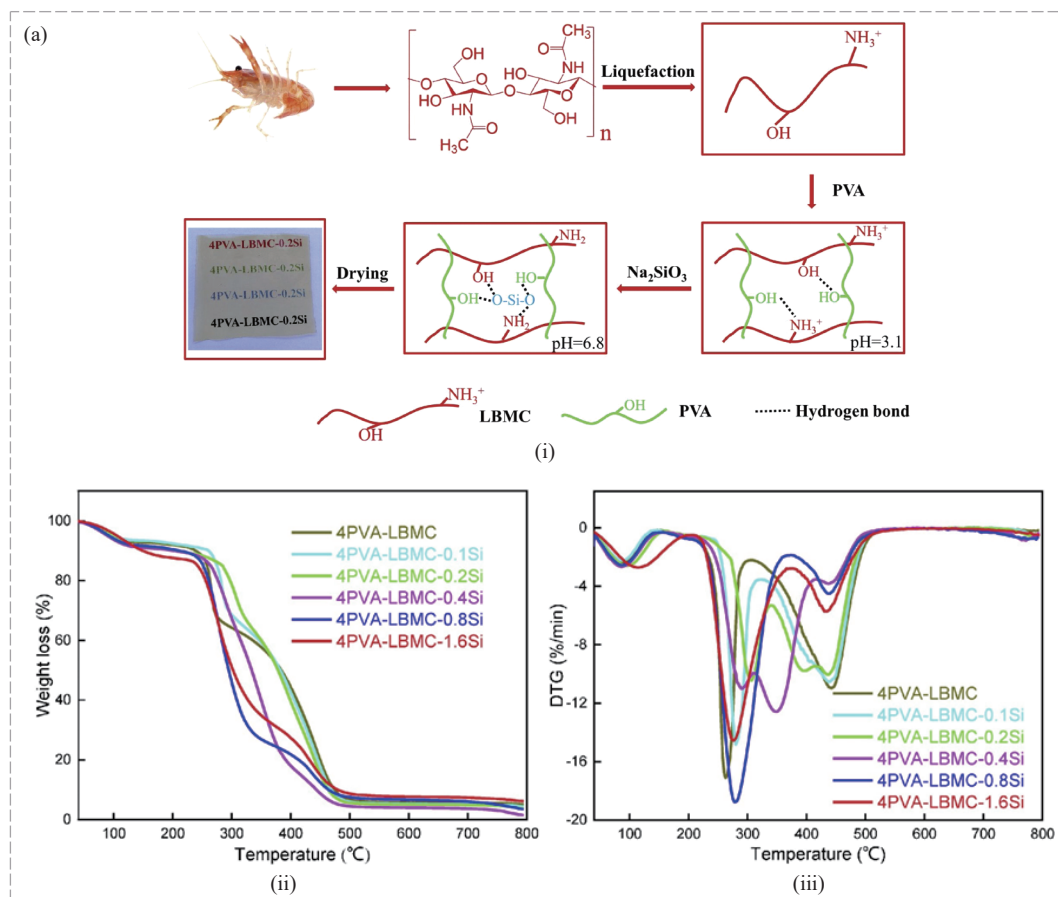 (a)
CH₃
O
NH
OH
O
HO
O
NH
O
CH₃
HO
O
OH
O
n
Liquefaction
NH₃⁺
OH
PVA
4PVA-LBMC-0.2Si
4PVA-LBMC-0.2Si
4PVA-LBMC-0.2Si
4PVA-LBMC-0.2Si
Drying
NH₂
OH
HO
OH
O-Si-O
NH₂
pH=6.8
Na₂SiO₃
NH₃⁺
OH
OH
HO
NH₃⁺
pH=3.1
NH₃⁺
OH
LBMC
OH
PVA
Hydrogen bond
(i)
Weight loss (%)
100
80
60
40
20
0
4PVA-LBMC
4PVA-LBMC-0.1Si
4PVA-LBMC-0.2Si
4PVA-LBMC-0.4Si
4PVA-LBMC-0.8Si
4PVA-LBMC-1.6Si
100 200 300 400 500 600 700 800
Temperature (℃)
(ii)
DTG (%/min)
0
-4
-8
-12
-16
-20
4PVA-LBMC
4PVA-LBMC-0.1Si
4PVA-LBMC-0.2Si
4PVA-LBMC-0.4Si
4PVA-LBMC-0.8Si
4PVA-LBMC-1.6Si
100 200 300 400 500 600 700 800
Temperature (℃)
(iii)